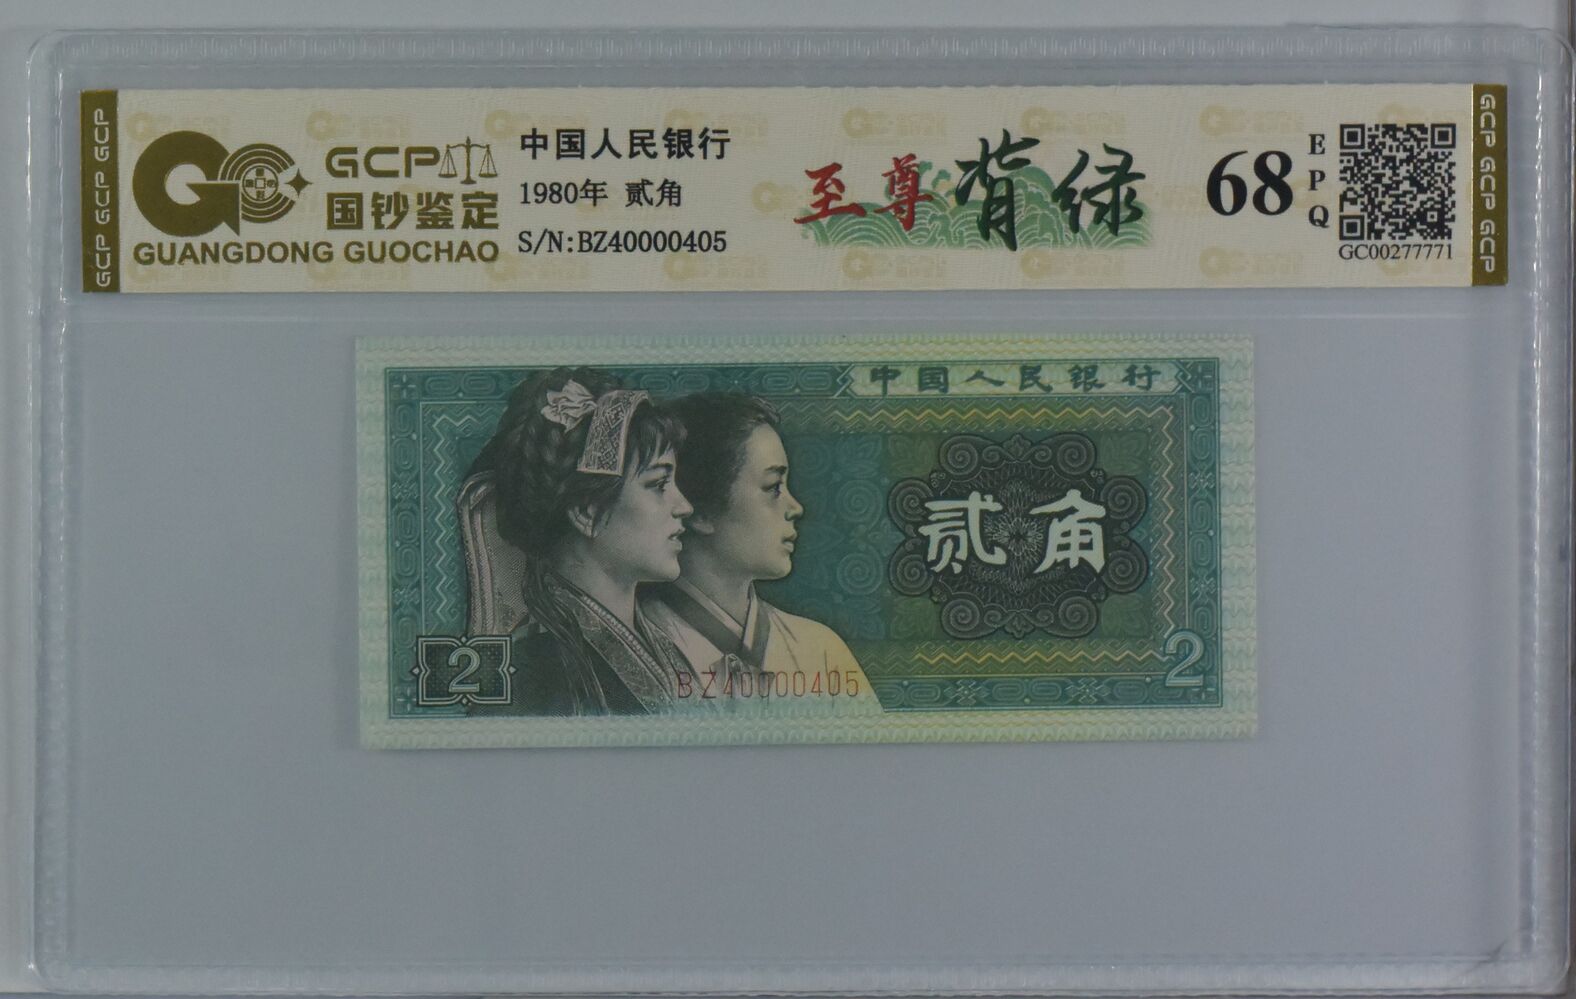 GCP GCP GCP
GCP
国钞鉴定
GUANGDONG GUOCHAO
中国人民银行
1980年 贰角
S/N:BZ40000405
至尊背绿
68
EPQ
GC00277771
GCP GCP GCP
中国人民银行
贰角
2
BZ40000405
2